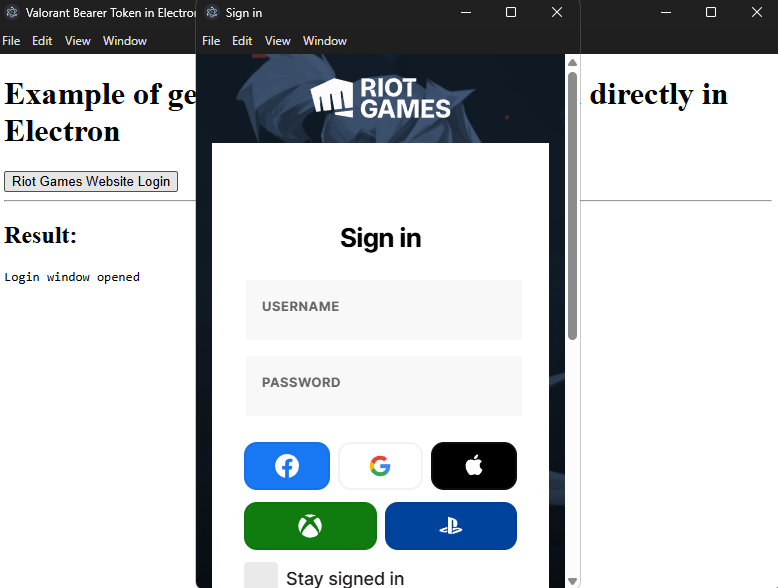 Valorant Bearer Token in Electron
File Edit View Window
Example of ge
directly in
Electron
Riot Games Website Login
Result:
Login window opened
Sign in
File Edit View Window
RIOT
GAMES
Sign in
USERNAME
PASSWORD
Stay signed in